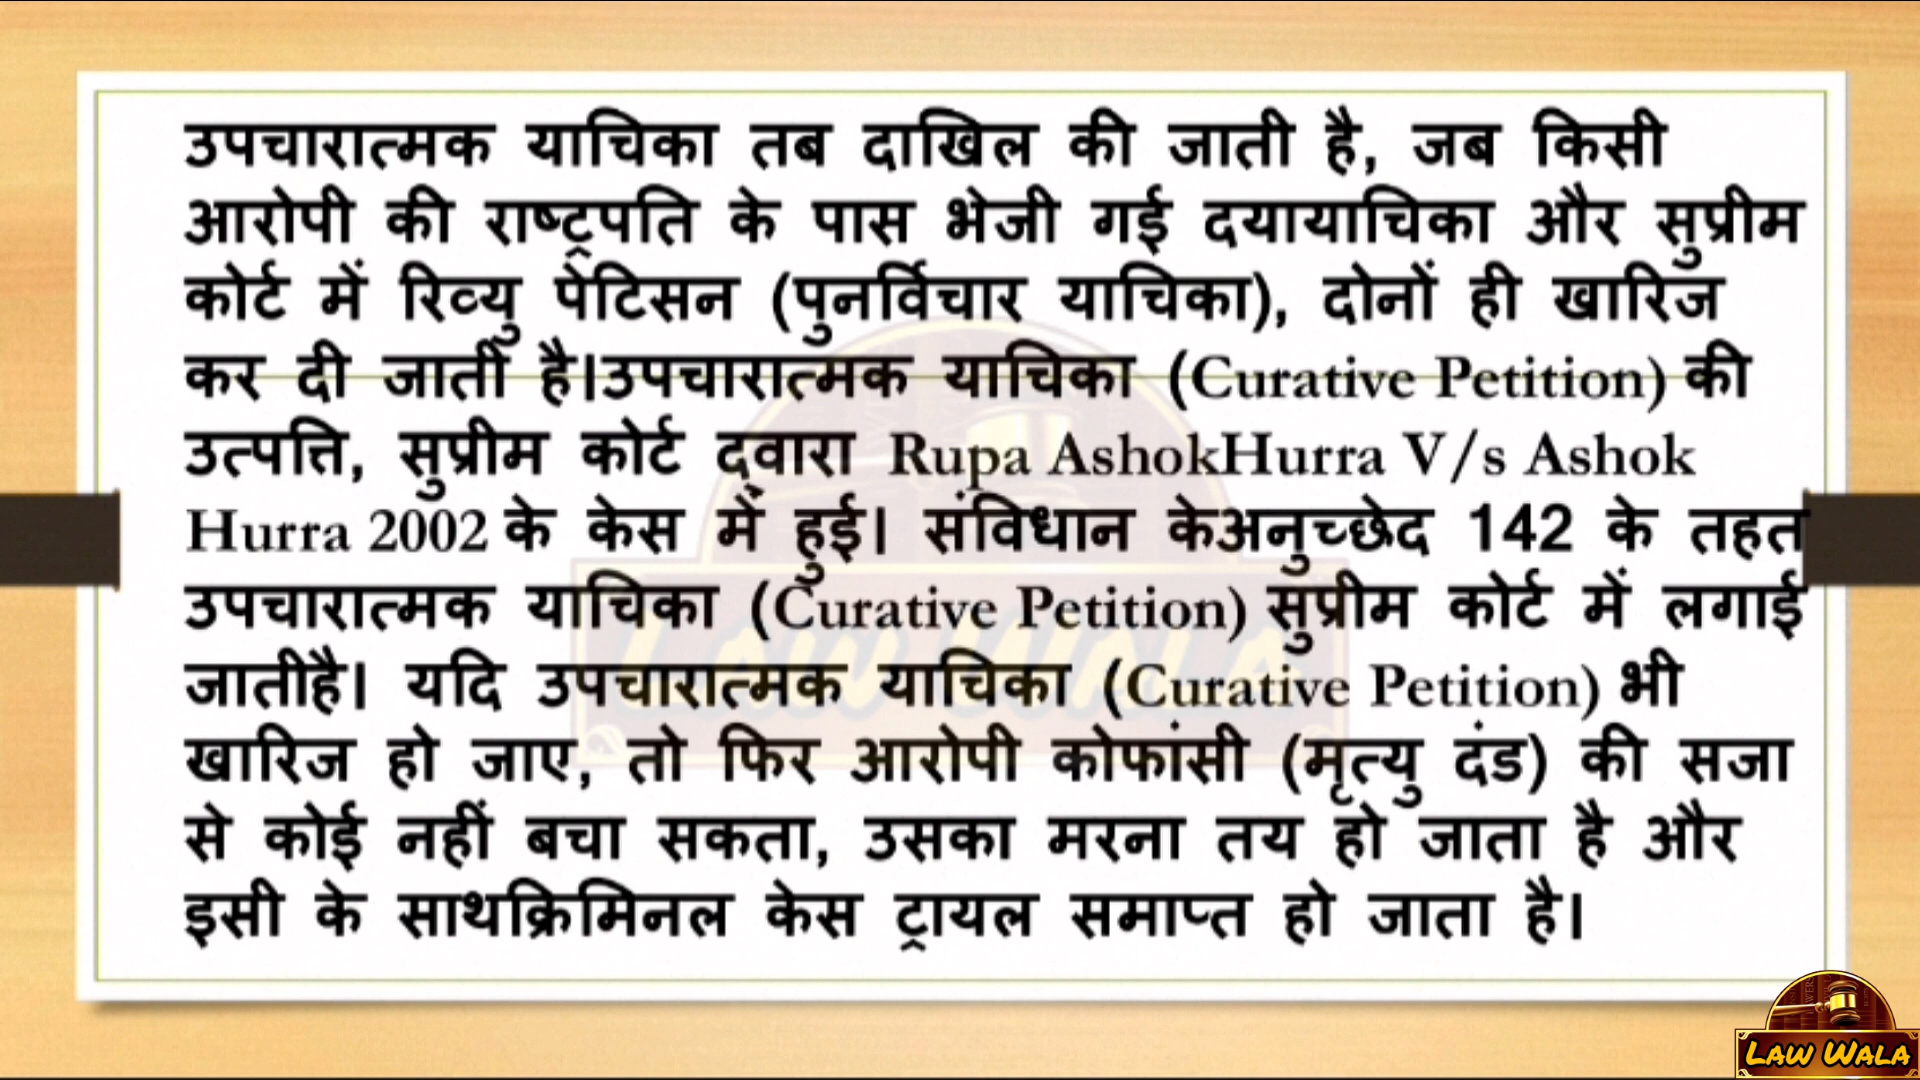 उपचारात्मक याचिका तब दाखिल की जाती है, जब किसी
आरोपी की राष्ट्रपति के पास भेजी गई दयायाचिका और सुप्रीम
कोर्ट में रिव्यु पेटिसन (पुनर्विचार याचिका), दोनों ही खारिज
कर दी जाती है।उपचारात्मक याचिका (Curative Petition) की
उत्पत्ति, सुप्रीम कोर्ट द्वारा Rupa AshokHurra V/s Ashok
Hurra 2002 के केस में हुई। संविधान केअनुच्छेद 142 के तहत
उपचारात्मक याचिका (Curative Petition) सुप्रीम कोर्ट में लगाई
जातीहै। यदि उपचारात्मक याचिका (Curative Petition) भी
खारिज हो जाए, तो फिर आरोपी कोफांसी (मृत्यु दंड) की सजा
से कोई नहीं बचा सकता, उसका मरना तय हो जाता है और
इसी के साथक्रिमिनल केस ट्रायल समाप्त हो जाता है।
LAW WALA
LAW WALA